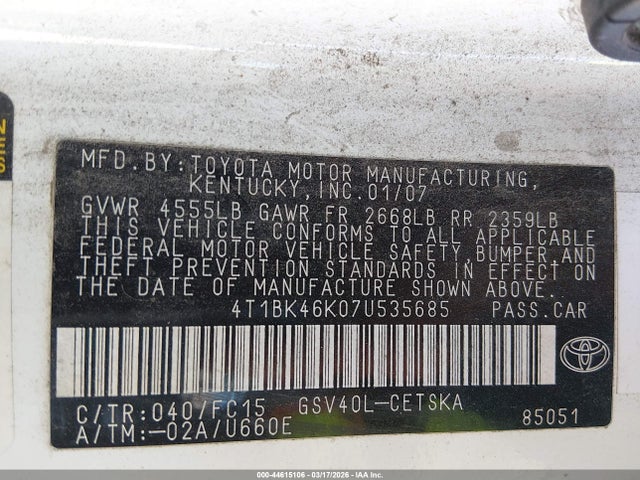 MFD. BY: TOYOTA MOTOR MANUFACTURING,
KENTUCKY, INC. 01/07
GVWR 4555LB GAWR FR 2668LB RR 2359LB
THIS VEHICLE CONFORMS TO ALL APPLICABLE
FEDERAL MOTOR VEHICLE SAFETY, BUMPER, AND
THEFT PREVENTION STANDARDS IN EFFECT ON
THE DATE OF MANUFACTURE SHOWN ABOVE.
4T1BK46K07U535685 PASS. CAR
C/TR: 040/FC15 GSV40L-CETSKA
A/TM: -02A/U660E 85051
000-44615106 - 03/17/2026 - IAAI.COM